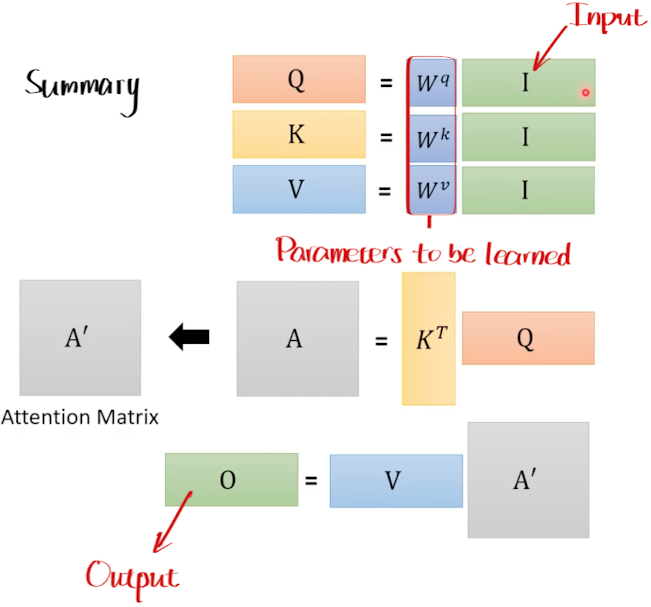 Input
Summary
Q = W^q I
K = W^k I
V = W^v I
Parameters to be learned
A′ A = K^T Q
Attention Matrix
O = V A′
Output